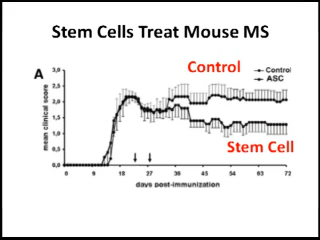 Stem Cells Treat Mouse MS
A
Control
Control
ASC
Stem Cell
mean clinical score
3,0
2,5
2,0
1,5
1,0
0,5
0,0
0 9 18 27 36 45 54 63 72
days post-immunization